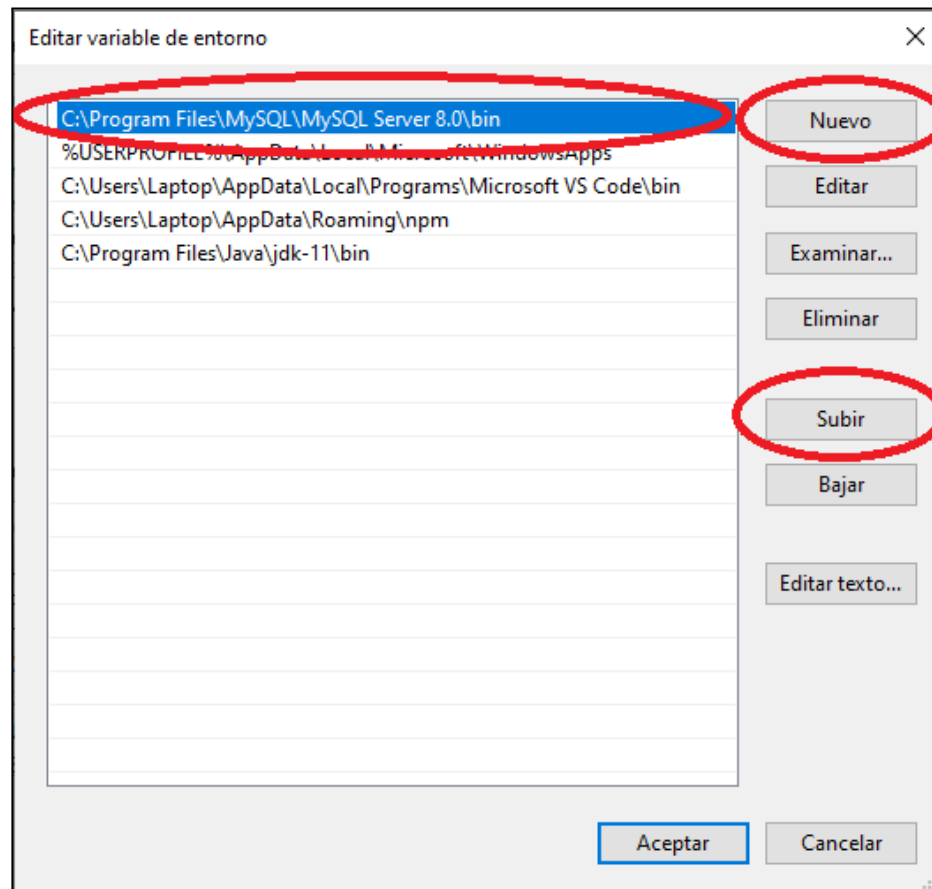 Editar variable de entorno
C:\Program Files\MySQL\MySQL Server 8.0\bin
Nuevo
%USERPROFILE%\AppData\Local\Microsoft\WindowsApps
C:\Users\Laptop\AppData\Local\Programs\Microsoft VS Code\bin
Editar
C:\Users\Laptop\AppData\Roaming\npm
C:\Program Files\Java\jdk-11\bin
Examinar...
Eliminar
Subir
Bajar
Editar texto...
Aceptar
Cancelar